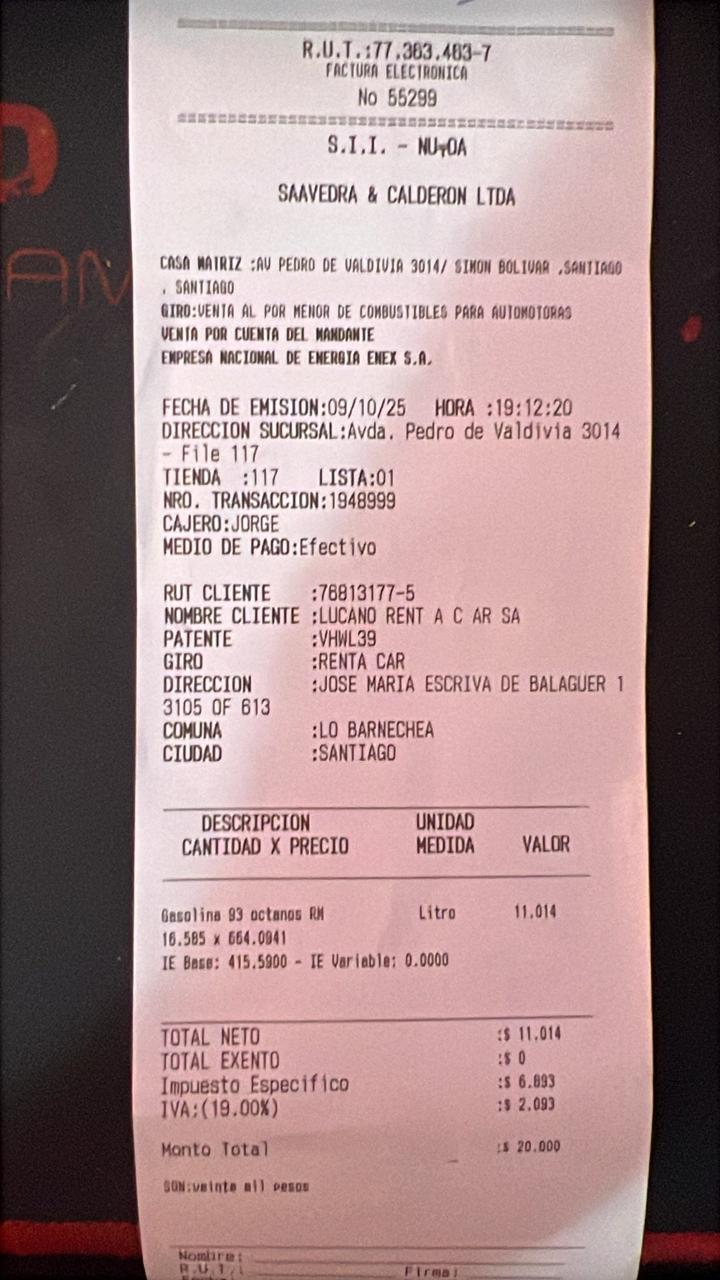 R.U.T.:77.383.483-7
FACTURA ELECTRONICA
No 55299
S.I.I. - NUÑOA
SAAVEDRA & CALDERON LTDA
CASA MATRIZ :AV PEDRO DE VALDIVIA 3014/ SIMON BOLIVAR ,SANTIAGO
, SANTIAGO
GIRO:VENTA AL POR MENOR DE COMBUSTIBLES PARA AUTOMOTORAS
VENTA POR CUENTA DEL MANDANTE
EMPRESA NACIONAL DE ENERGIA ENEX S.A.
FECHA DE EMISION:09/10/25 HORA :19:12:20
DIRECCION SUCURSAL:Avda. Pedro de Valdivia 3014
- File 117
TIENDA :117 LISTA:01
NRO. TRANSACCION:1948999
CAJERO:JORGE
MEDIO DE PAGO:Efectivo
RUT CLIENTE :76813177-5
NOMBRE CLIENTE :LUCANO RENT A C AR SA
PATENTE :VHWL39
GIRO :RENTA CAR
DIRECCION :JOSE MARIA ESCRIVA DE BALAGUER 1
3105 OF 613
COMUNA :LO BARNECHEA
CIUDAD :SANTIAGO
DESCRIPCION UNIDAD
CANTIDAD X PRECIO MEDIDA VALOR
Gasolina 93 octanos RM Litro 11.014
16.585 x 664.0941
IE Base: 415.5900 - IE Variable: 0.0000
TOTAL NETO :$ 11.014
TOTAL EXENTO :$ 0
Impuesto Especifico :$ 6.893
IVA:(19.00%) :$ 2.093
Monto Total :$ 20.000
SON:veinte mil pesos
Nombre:
R.U.T.: Firma: